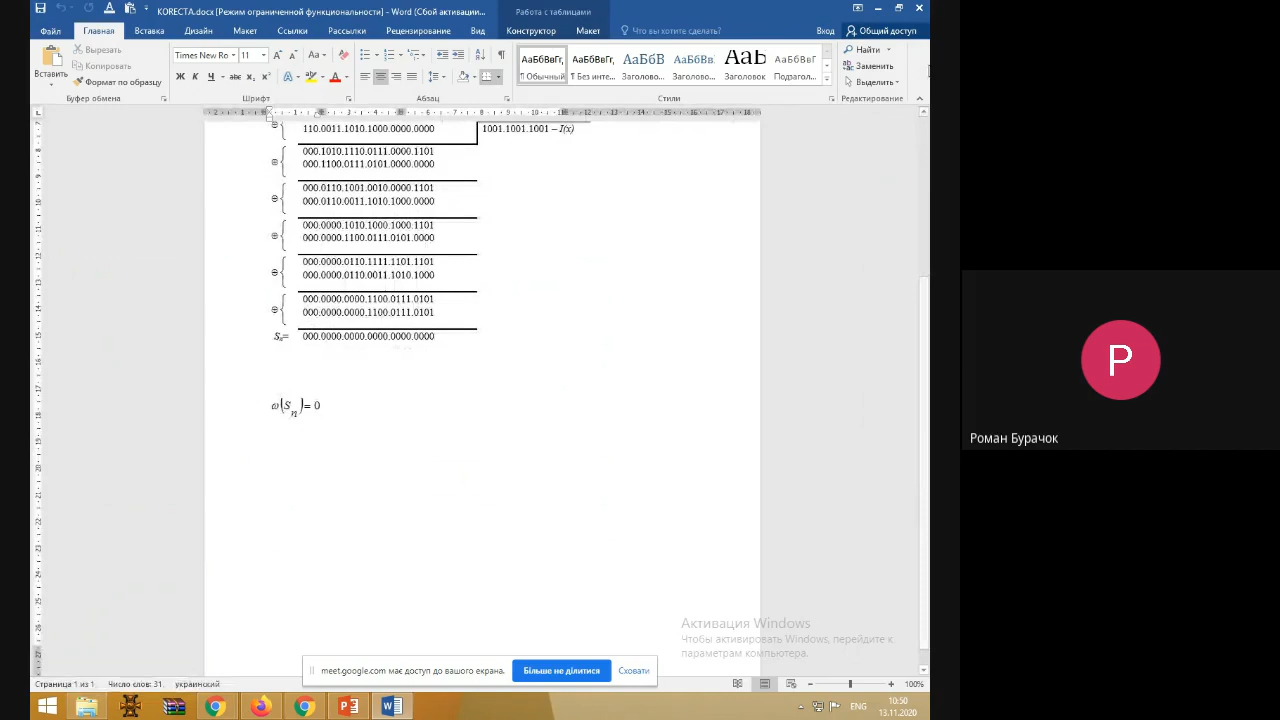 KORECTA.docx [Режим ограниченной функциональности] - Word (Сбой активации...
Работа с таблицами
Файл Главная Вставка Дизайн Макет Ссылки Рассылки Рецензирование Вид Конструктор Макет Что вы хотите сделать? Вход Общий доступ
Вставить
Вырезать
Копировать
Формат по образцу
Буфер обмена
Times New Ro 11
Шрифт
Абзац
АаБбВвГг, АаБбВвГг, АаБбВ АаБбВв. АаБ АаБбВвГ
¶ Обычный ¶ Без инте... Заголово... Заголово... Заголовок Подзагол...
Стили
Найти
Заменить
Выделить
Редактирование
110.0011.1010.1000.0000.0000 1001.1001.1001 – I(x)
000.1010.1110.0111.0000.1101
000.1100.0111.0101.0000.0000
000.0110.1001.0010.0000.1101
000.0110.0011.1010.1000.0000
000.0000.1010.1000.1000.1101
000.0000.1100.0111.0101.0000
000.0000.0110.1111.1101.1101
000.0000.0110.0011.1010.1000
000.0000.0000.1100.0111.0101
000.0000.0000.1100.0111.0101
Sn= 000.0000.0000.0000.0000.0000
ω(S n)= 0
Р
Роман Бурачок
Активация Windows
Чтобы активировать Windows, перейдите к
параметрам компьютера.
meet.google.com має доступ до вашого екрана. Більше не ділитися Сховати
Страница 1 из 1 Число слов: 31 украинский 100%
ENG 10:50
13.11.2020